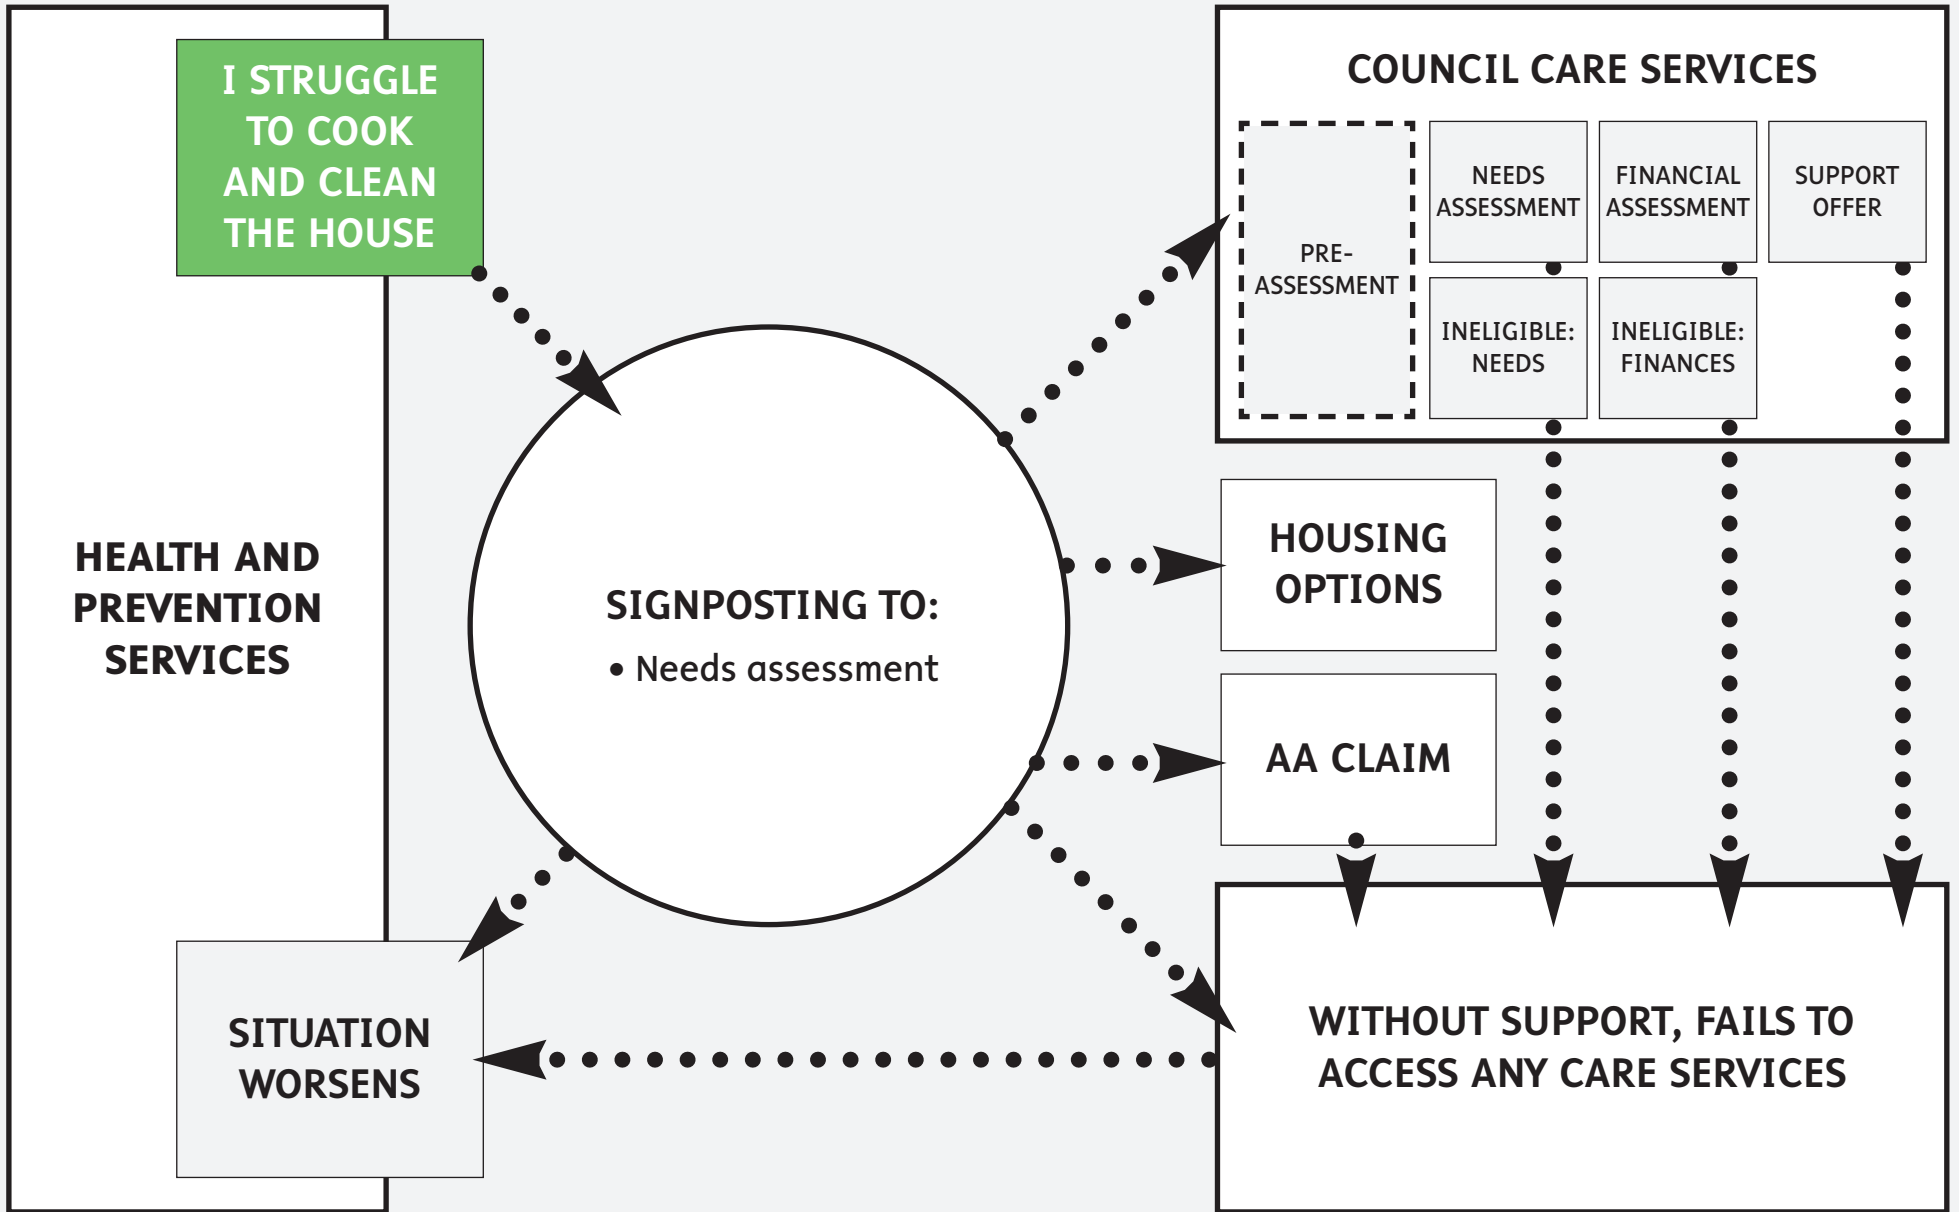 I STRUGGLE
TO COOK
AND CLEAN
THE HOUSE
HEALTH AND
PREVENTION
SERVICES
SITUATION
WORSENS
SIGNPOSTING TO:
• Needs assessment
COUNCIL CARE SERVICES
PRE-
ASSESSMENT
NEEDS
ASSESSMENT
FINANCIAL
ASSESSMENT
SUPPORT
OFFER
INELIGIBLE:
NEEDS
INELIGIBLE:
FINANCES
HOUSING
OPTIONS
AA CLAIM
WITHOUT SUPPORT, FAILS TO
ACCESS ANY CARE SERVICES